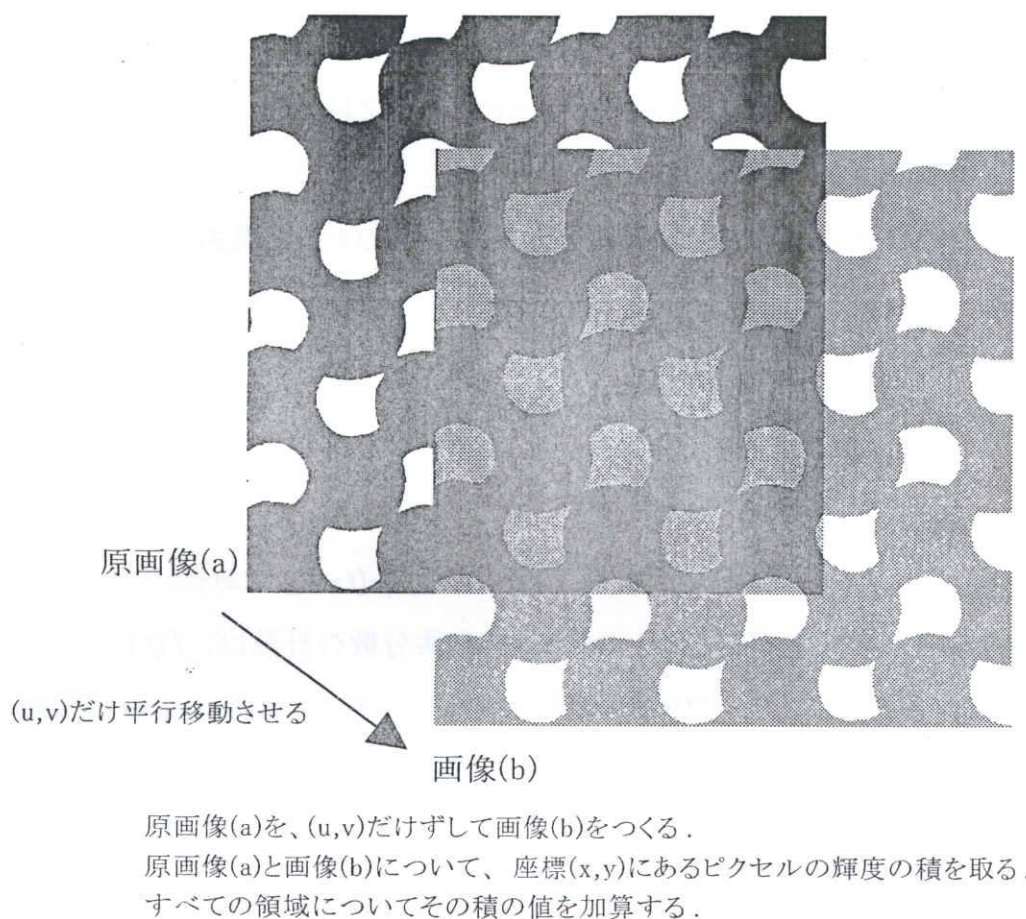 原画像(a)
(u,v)だけ平行移動させる
画像(b)
原画像(a)を、(u,v)だけずして画像(b)をつくる.
原画像(a)と画像(b)について、座標(x,y)にあるピクセルの輝度の積を取る.
すべての領域についてその積の値を加算する.